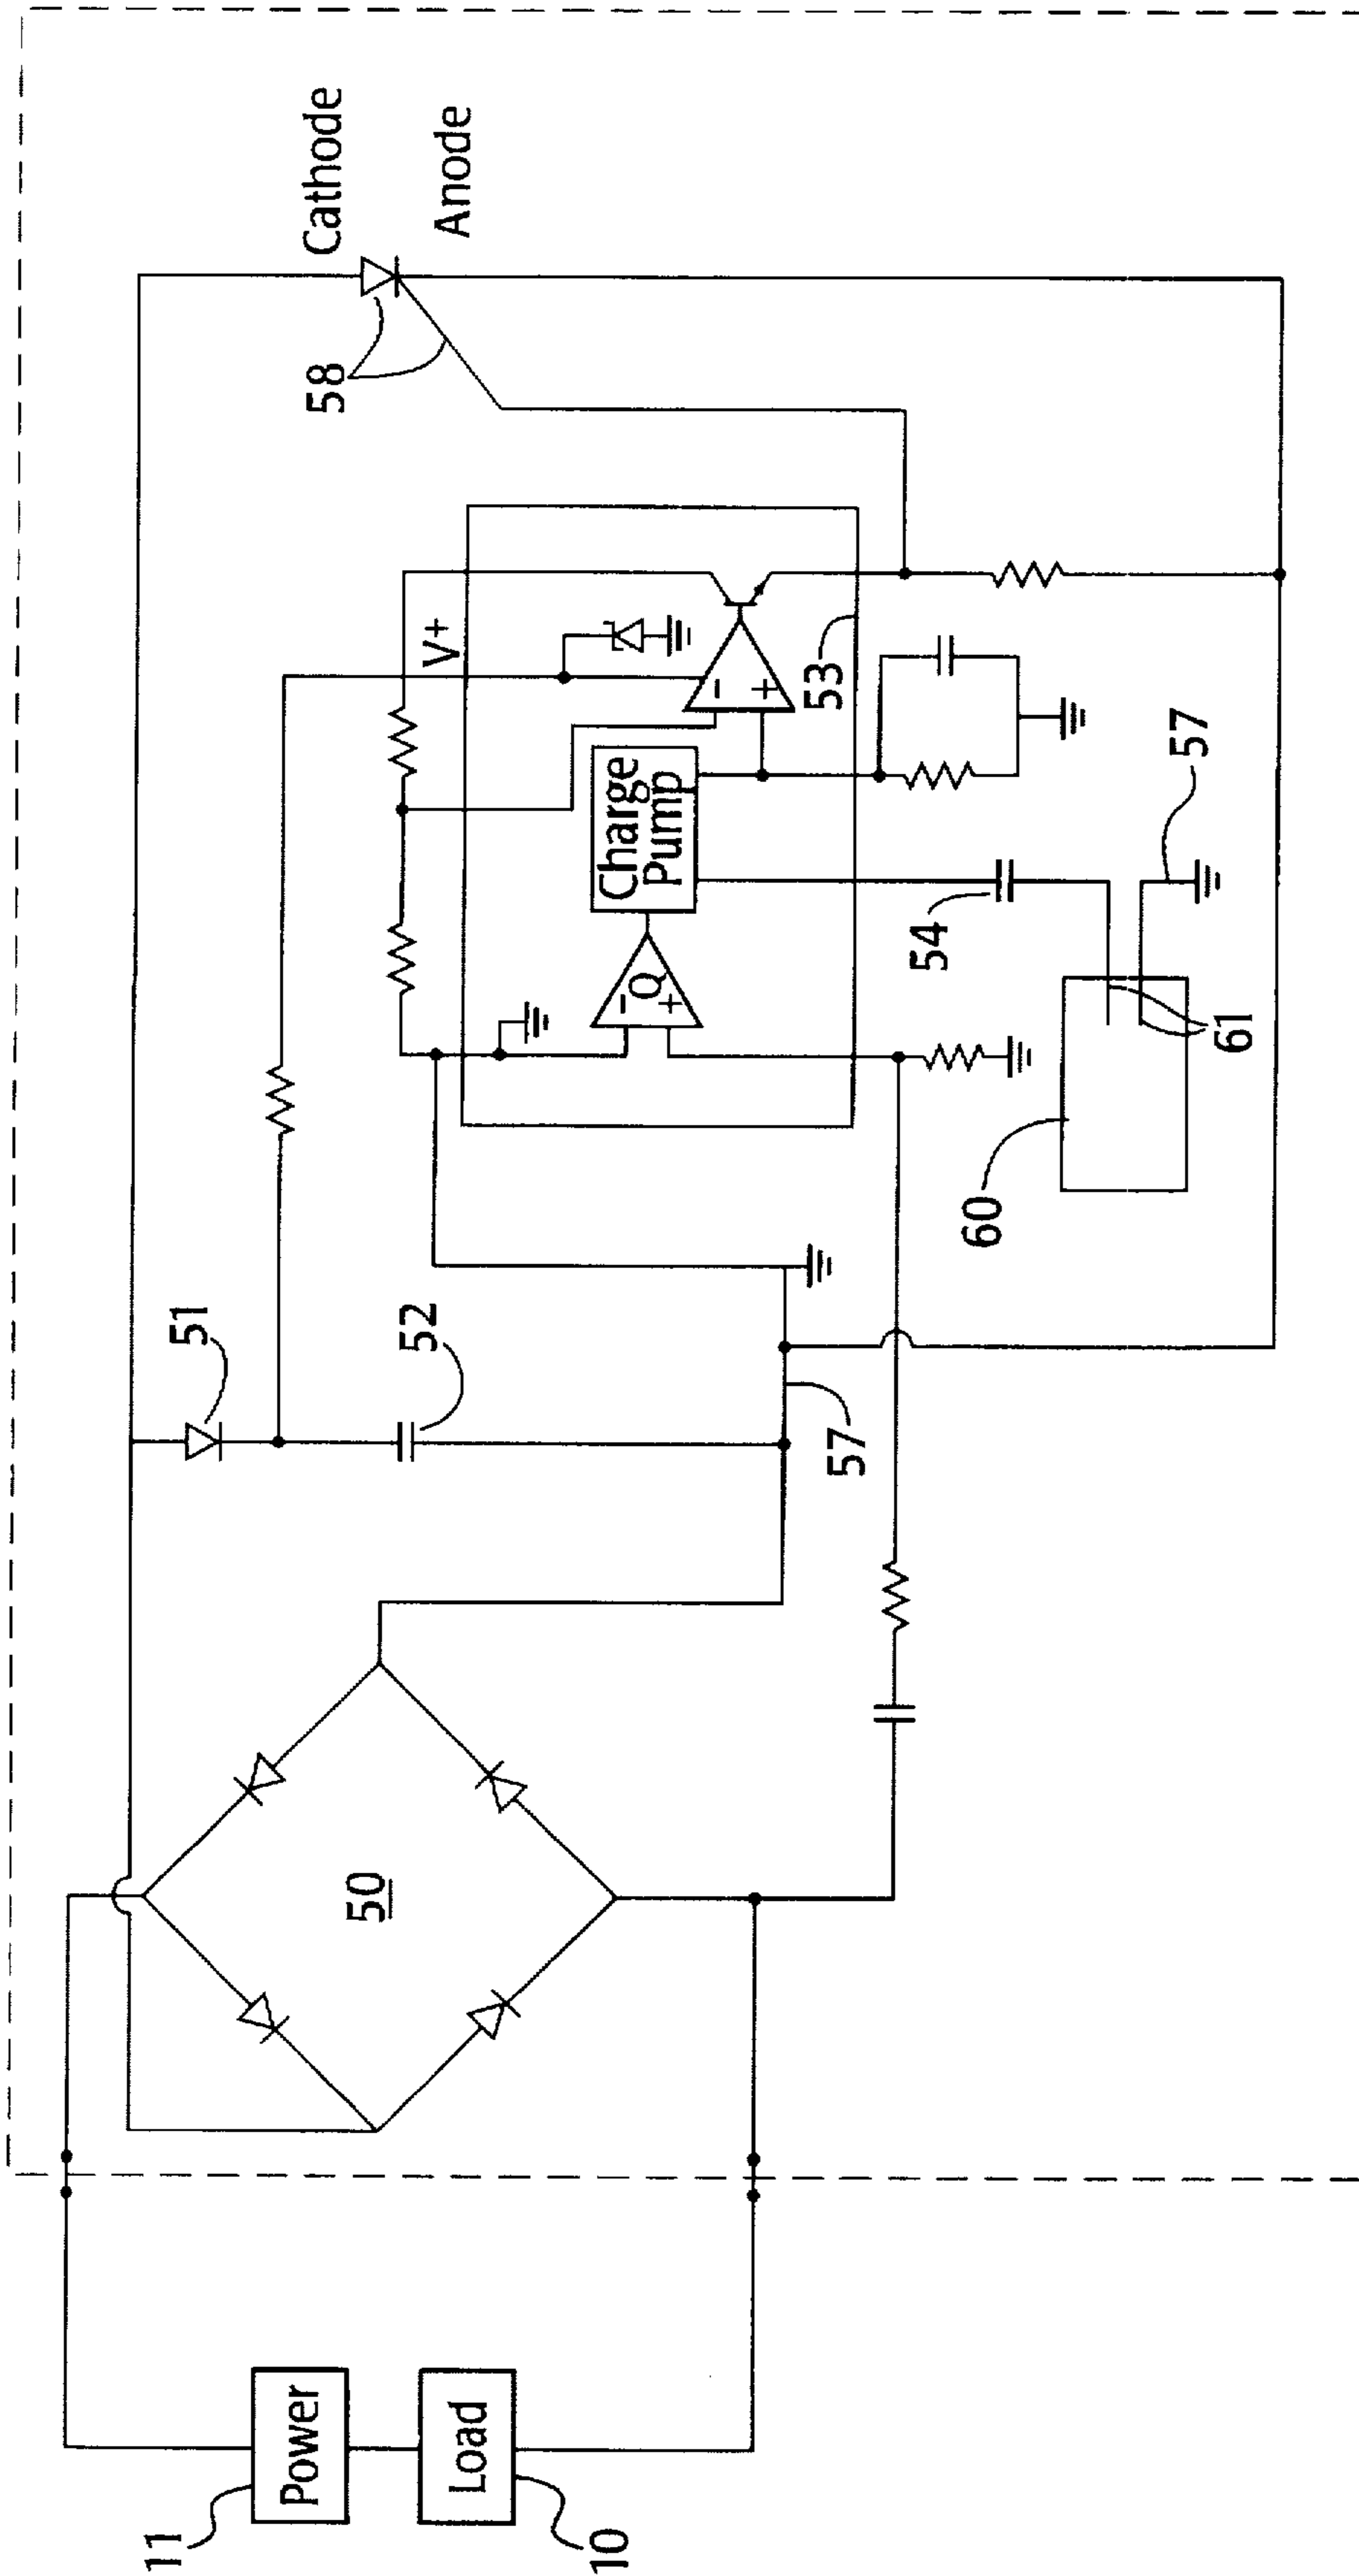 11
Power
Load
10
50
51
52
57
V+
Charge
Pump
Q
-
+
-
+
53
54
60
61
57
58
Cathode
Anode